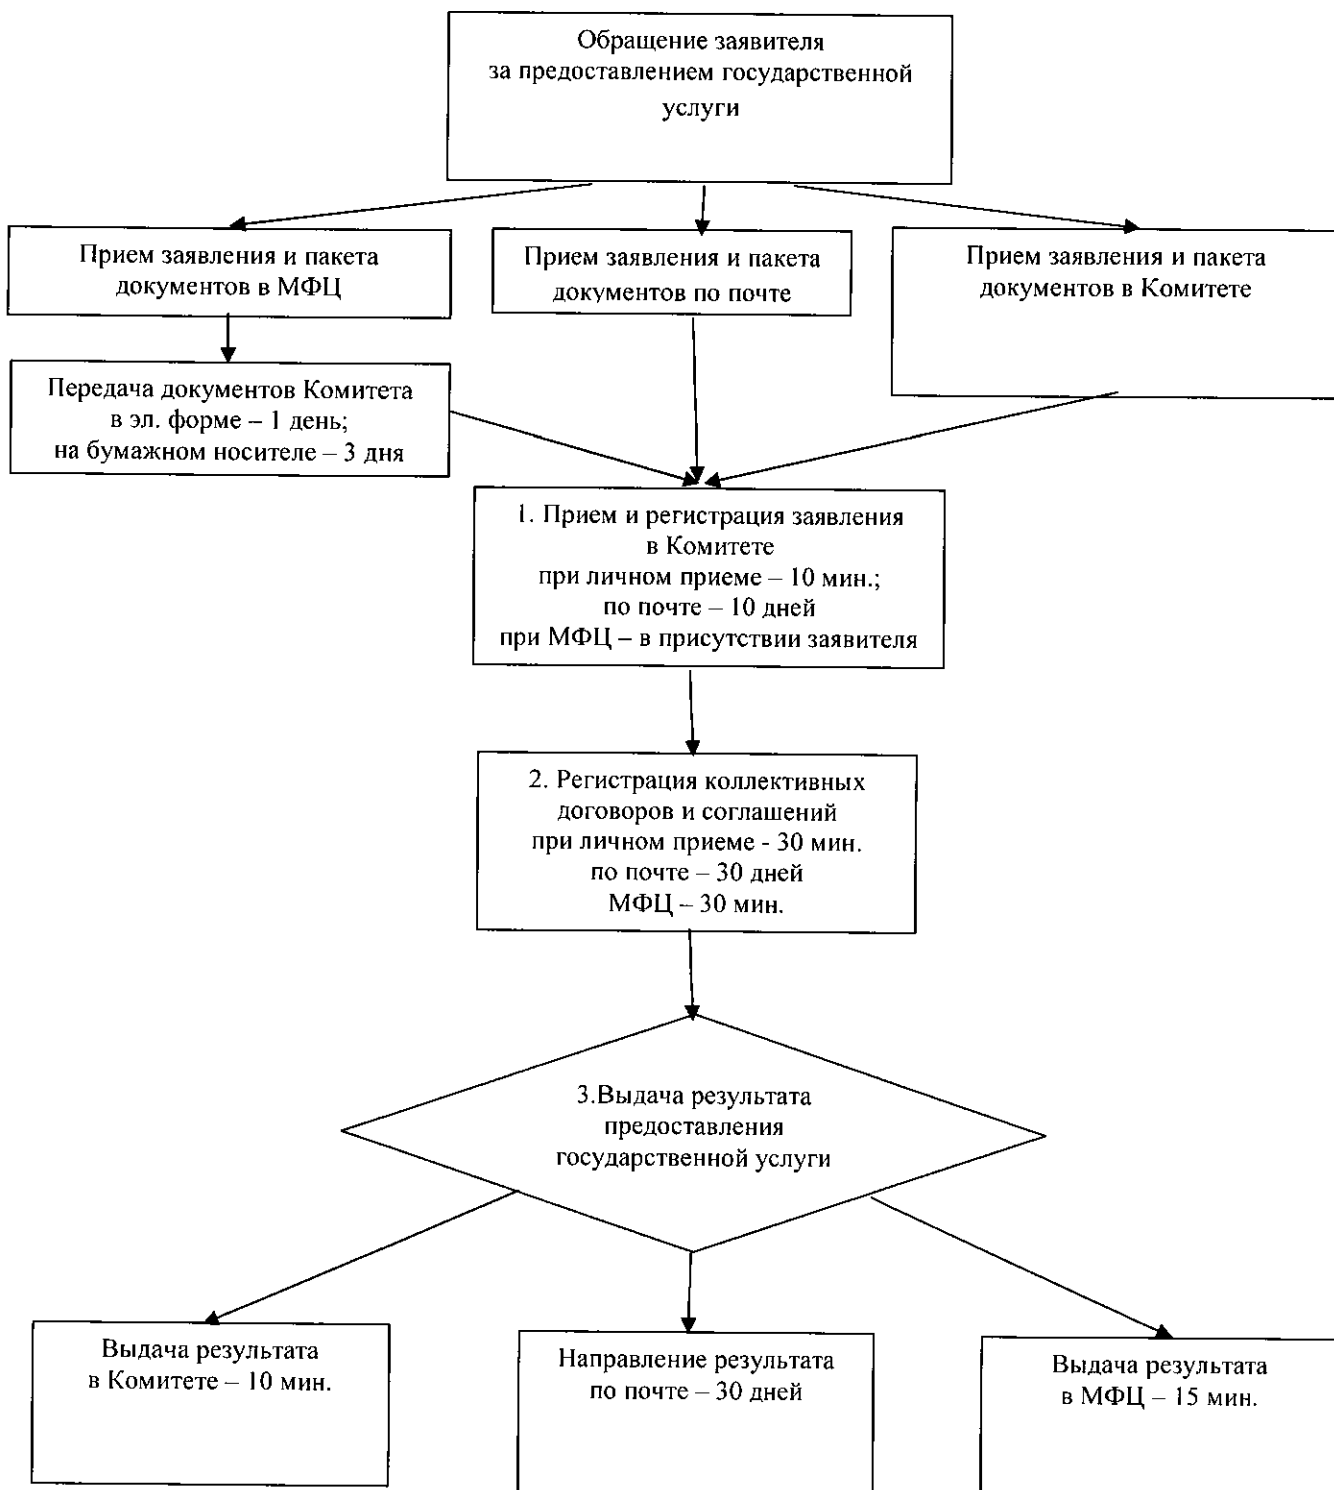 Обращение заявителя
за предоставлением государственной
услуги
Прием заявления и пакета
документов в МФЦ
Прием заявления и пакета
документов по почте
Прием заявления и пакета
документов в Комитете
Передача документов Комитета
в эл. форме – 1 день;
на бумажном носителе – 3 дня
1. Прием и регистрация заявления
в Комитете
при личном приеме – 10 мин.;
по почте – 10 дней
при МФЦ – в присутствии заявителя
2. Регистрация коллективных
договоров и соглашений
при личном приеме - 30 мин.
по почте – 30 дней
МФЦ – 30 мин.
3.Выдача результата
предоставления
государственной услуги
Выдача результата
в Комитете – 10 мин.
Направление результата
по почте – 30 дней
Выдача результата
в МФЦ – 15 мин.